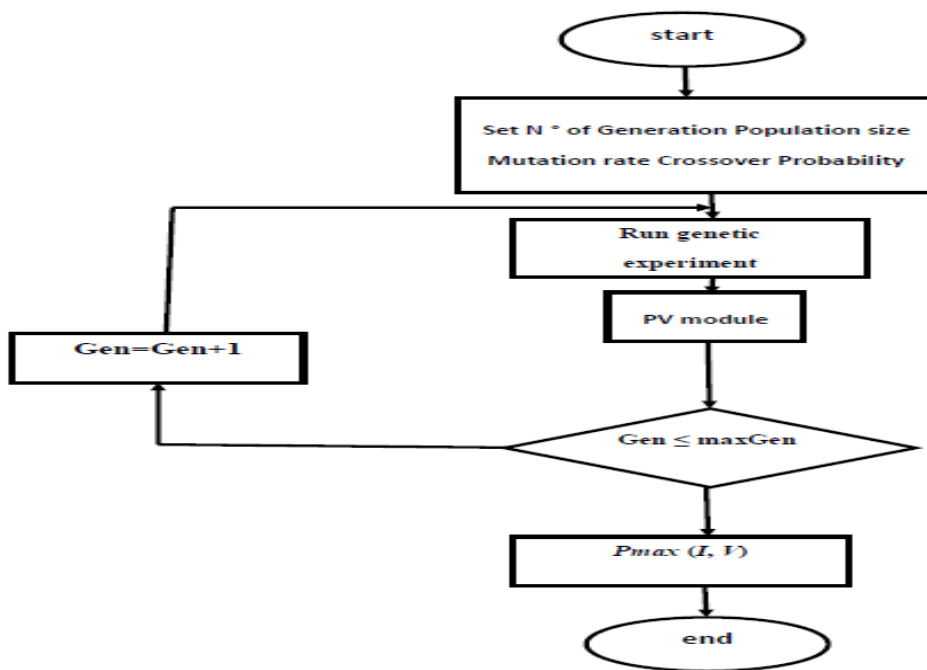 start
Set N ° of Generation Population size
Mutation rate Crossover Probability
Run genetic
experiment
PV module
Gen=Gen+1
Gen ≤ maxGen
Pmax (I, V)
end